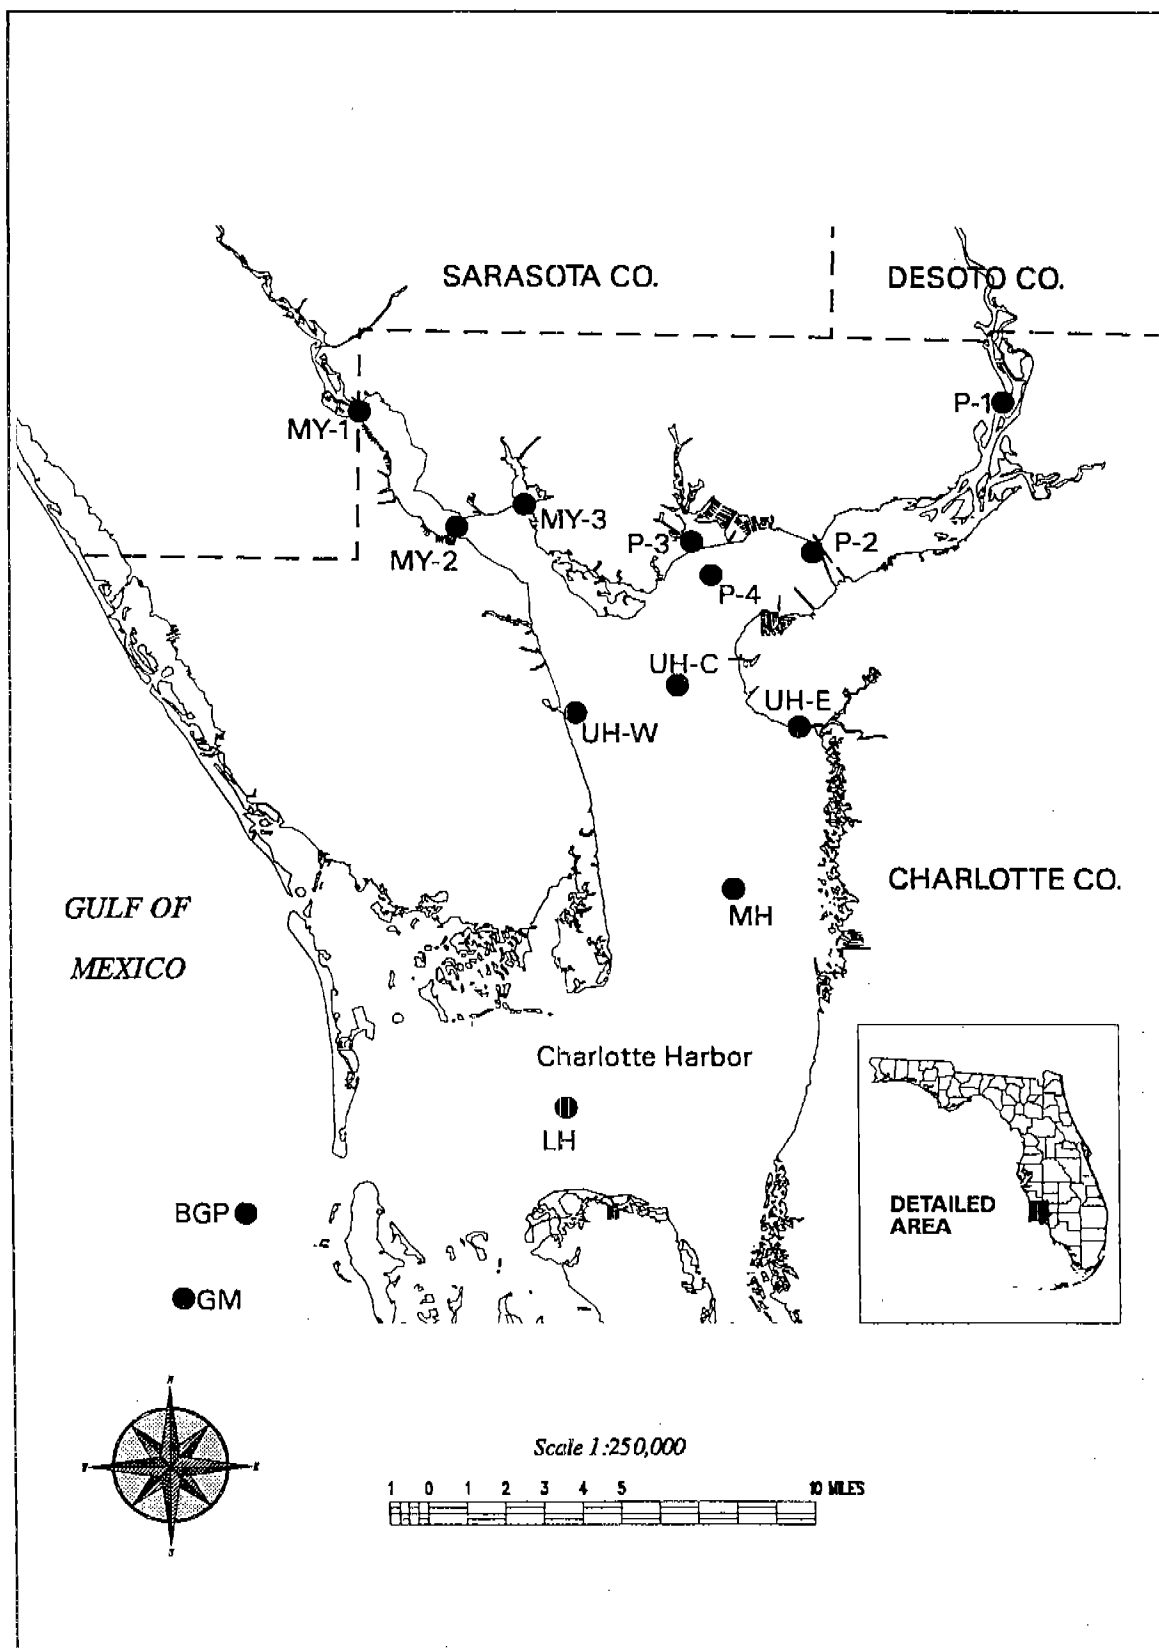 SARASOTA CO.
DESOTO CO.
P-1
MY-1
MY-3
MY-2
P-3
P-2
P-4
UH-C
UH-E
UH-W
CHARLOTTE CO.
GULF OF
MEXICO
MH
Charlotte Harbor
LH
BGP
DETAILED
AREA
GM
N
S
Scale 1:250,000
1 0 1 2 3 4 5 10 MILES